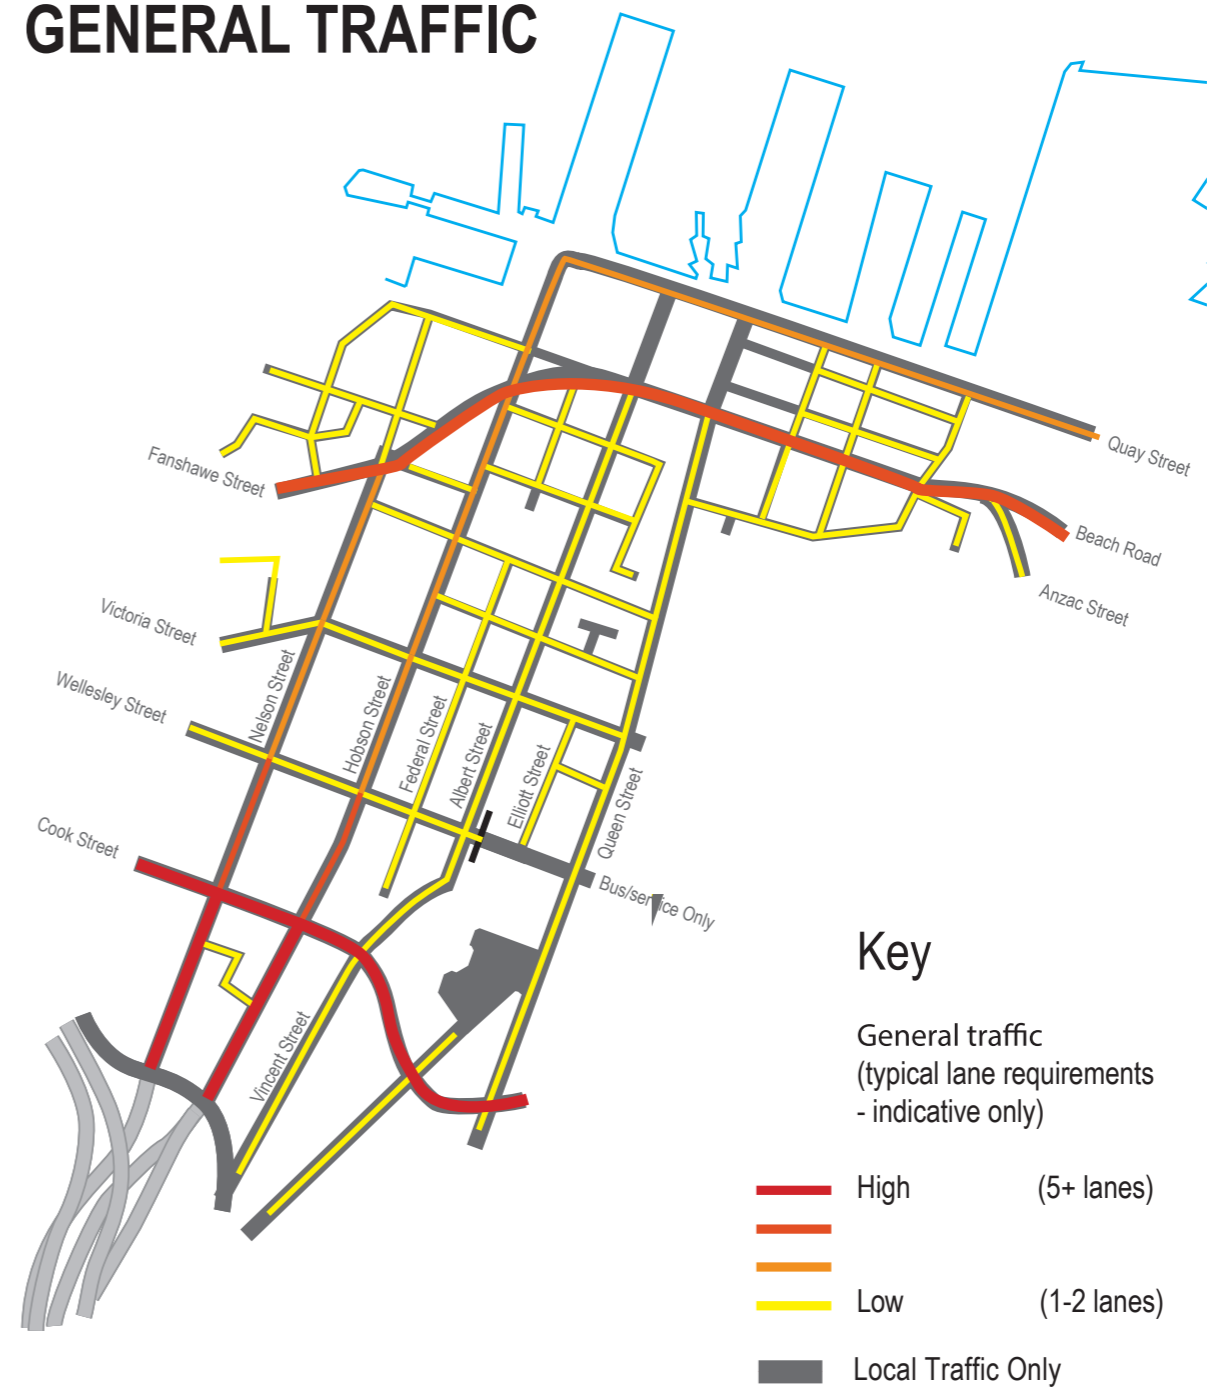 GENERAL TRAFFIC
Quay Street
Fanshawe Street
Beach Road
Anzac Street
Victoria Street
Wellesley Street
Nelson Street
Hobson Street
Federal Street
Albert Street
Elliott Street
Queen Street
Cook Street
Bus/service Only
Vincent Street
Key
General traffic
(typical lane requirements
- indicative only)
High (5+ lanes)
Low (1-2 lanes)
Local Traffic Only